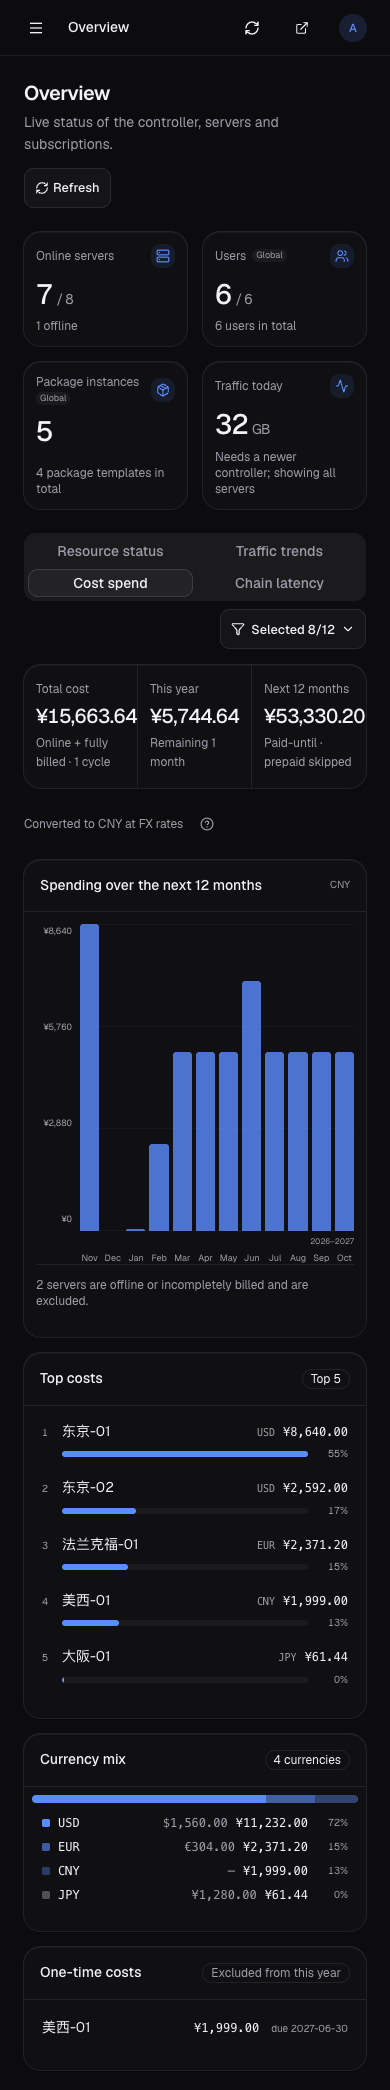 Overview
A
Overview
Live status of the controller, servers and
subscriptions.
Refresh
Online servers
7 / 8
1 offline
Users Global
6 / 6
6 users in total
Package instances
Global
5
4 package templates in
total
Traffic today
32 GB
Needs a newer
controller; showing all
servers
Resource status
Traffic trends
Cost spend
Chain latency
Selected 8/12
Total cost
¥15,663.64
Online + fully
billed · 1 cycle
This year
¥5,744.64
Remaining 1
month
Next 12 months
¥53,330.20
Paid-until ·
prepaid skipped
Converted to CNY at FX rates
Spending over the next 12 months CNY
¥8,640
¥5,760
¥2,880
¥0
2026–2027
Nov Dec Jan Feb Mar Apr May Jun Jul Aug Sep Oct
2 servers are offline or incompletely billed and are
excluded.
Top costs Top 5
1 东京-01 USD ¥8,640.00
55%
2 东京-02 USD ¥2,592.00
17%
3 法兰克福-01 EUR ¥2,371.20
15%
4 美西-01 CNY ¥1,999.00
13%
5 大阪-01 JPY ¥61.44
0%
Currency mix 4 currencies
USD $1,560.00 ¥11,232.00 72%
EUR €304.00 ¥2,371.20 15%
CNY — ¥1,999.00 13%
JPY ¥1,280.00 ¥61.44 0%
One-time costs Excluded from this year
美西-01 ¥1,999.00 due 2027-06-30